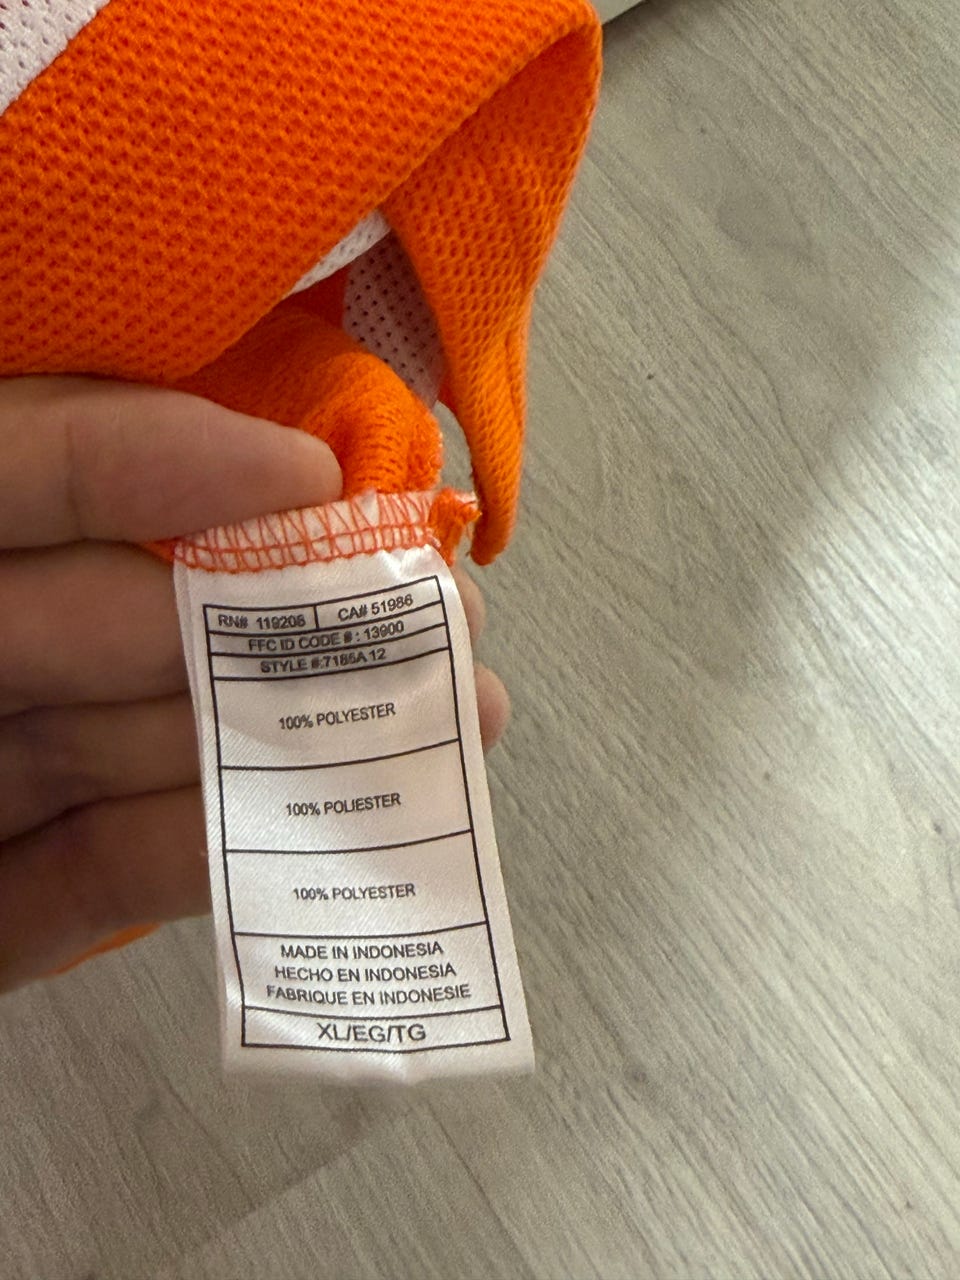 RN# 119206
CA# 51986
FFC ID CODE # : 13900
STYLE #:7185A 12
100% POLYESTER
100% POLIESTER
100% POLYESTER
MADE IN INDONESIA
HECHO EN INDONESIA
FABRIQUE EN INDONESIE
XL/EG/TG